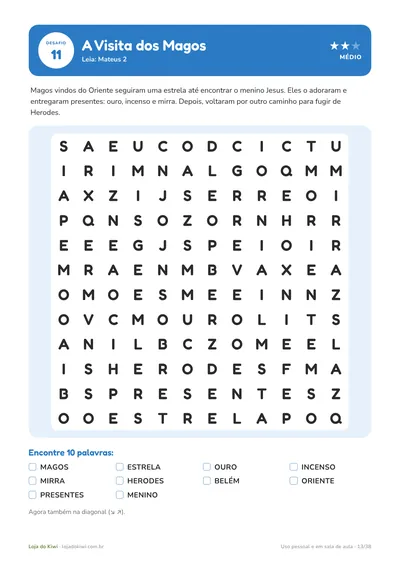 DESAFIO
11
A Visita dos Magos
Leia: Mateus 2
MÉDIO
Magos vindos do Oriente seguiram uma estrela até encontrar o menino Jesus. Eles o adoraram e
entregaram presentes: ouro, incenso e mirra. Depois, voltaram por outro caminho para fugir de
Herodes.
S A E U C O D C I C T U
I R I M N A L G O Q M M
A X Z I J S E R R E O I
P Q N S O Z O R N H R R
E E E G J S P E I O I R
M R A E N M B V A X E A
O M O E S M E E I N N Z
O V C M O U R O L I T S
A N I L B C Z O M E E L
I S H E R O D E S F M A
B S P R E S E N T E S Z
O O E S T R E L A P O Q
Encontre 10 palavras:
MAGOS ESTRELA OURO INCENSO
MIRRA HERODES BELÉM ORIENTE
PRESENTES MENINO
Agora também na diagonal (↘ ↗).
Loja do Kiwi · lojadokiwi.com.br Uso pessoal e em sala de aula · 13/36